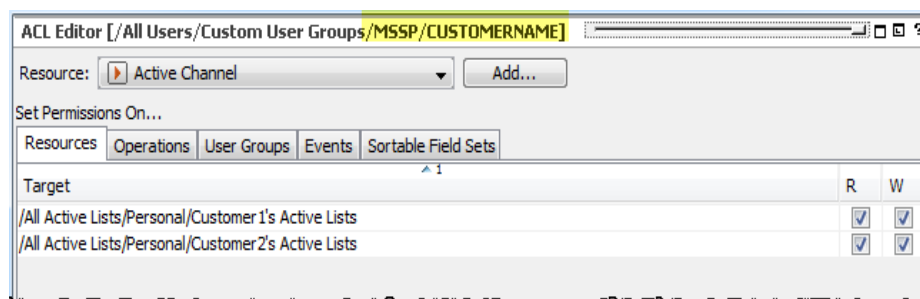 ACL Editor [/All Users/Custom User Groups/MSSP/CUSTOMERNAME]
Resource: Active Channel Add...
Set Permissions On...
Resources Operations User Groups Events Sortable Field Sets
1
Target R W
/All Active Lists/Personal/Customer1's Active Lists
/All Active Lists/Personal/Customer2's Active Lists